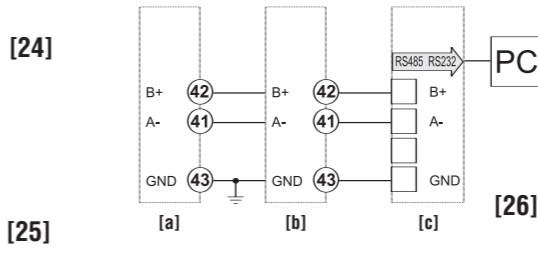 [24]
RS485 RS232
PC
B+ 42 B+ 42 B+
A- 41 A- 41 A-
GND 43 GND 43 GND
[a] [b] [c]
[25]
[26]